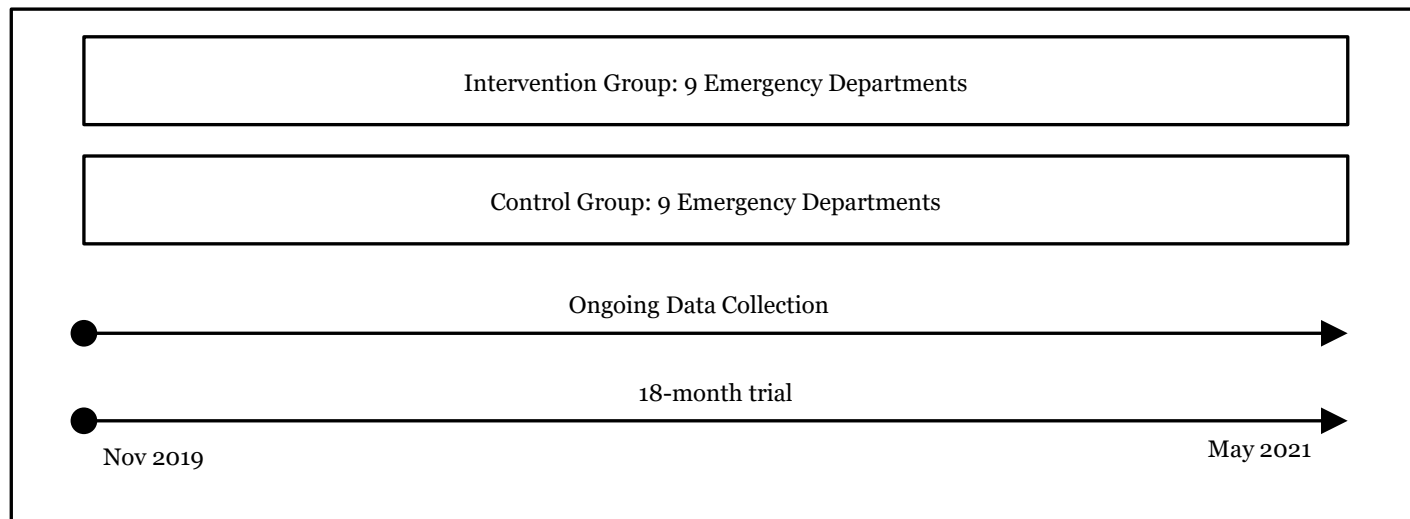 Intervention Group: 9 Emergency Departments
Control Group: 9 Emergency Departments
Ongoing Data Collection
18-month trial
Nov 2019
May 2021